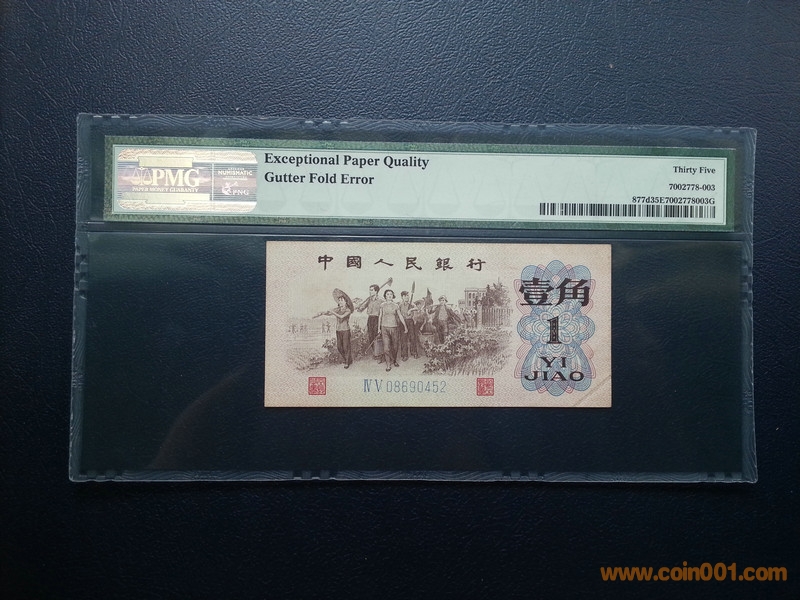 PMG
PAPER MONEY GUARANTY
NUMISMATIC
PNG
Exceptional Paper Quality
Gutter Fold Error
Thirty Five
7002778-003
877d35E7002778003G
中國人民銀行
壹角
1
YI
JIAO
Ⅳ Ⅴ 08690452
www.coin001.com